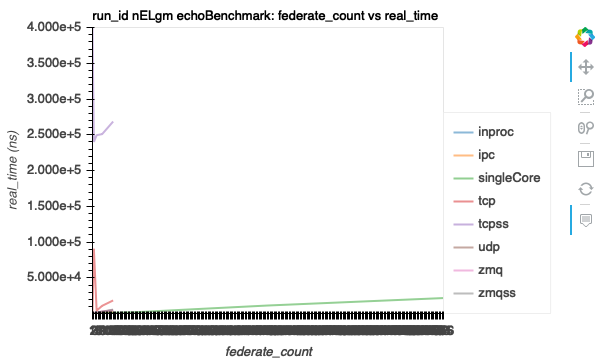 run_id nELgm echoBenchmark: federate_count vs real_time
4.000e+5
3.500e+5
3.000e+5
2.500e+5
2.000e+5
1.500e+5
1.000e+5
5.000e+4
real_time (ns)
federate_count
inproc
ipc
singleCore
tcp
tcpss
udp
zmq
zmqss